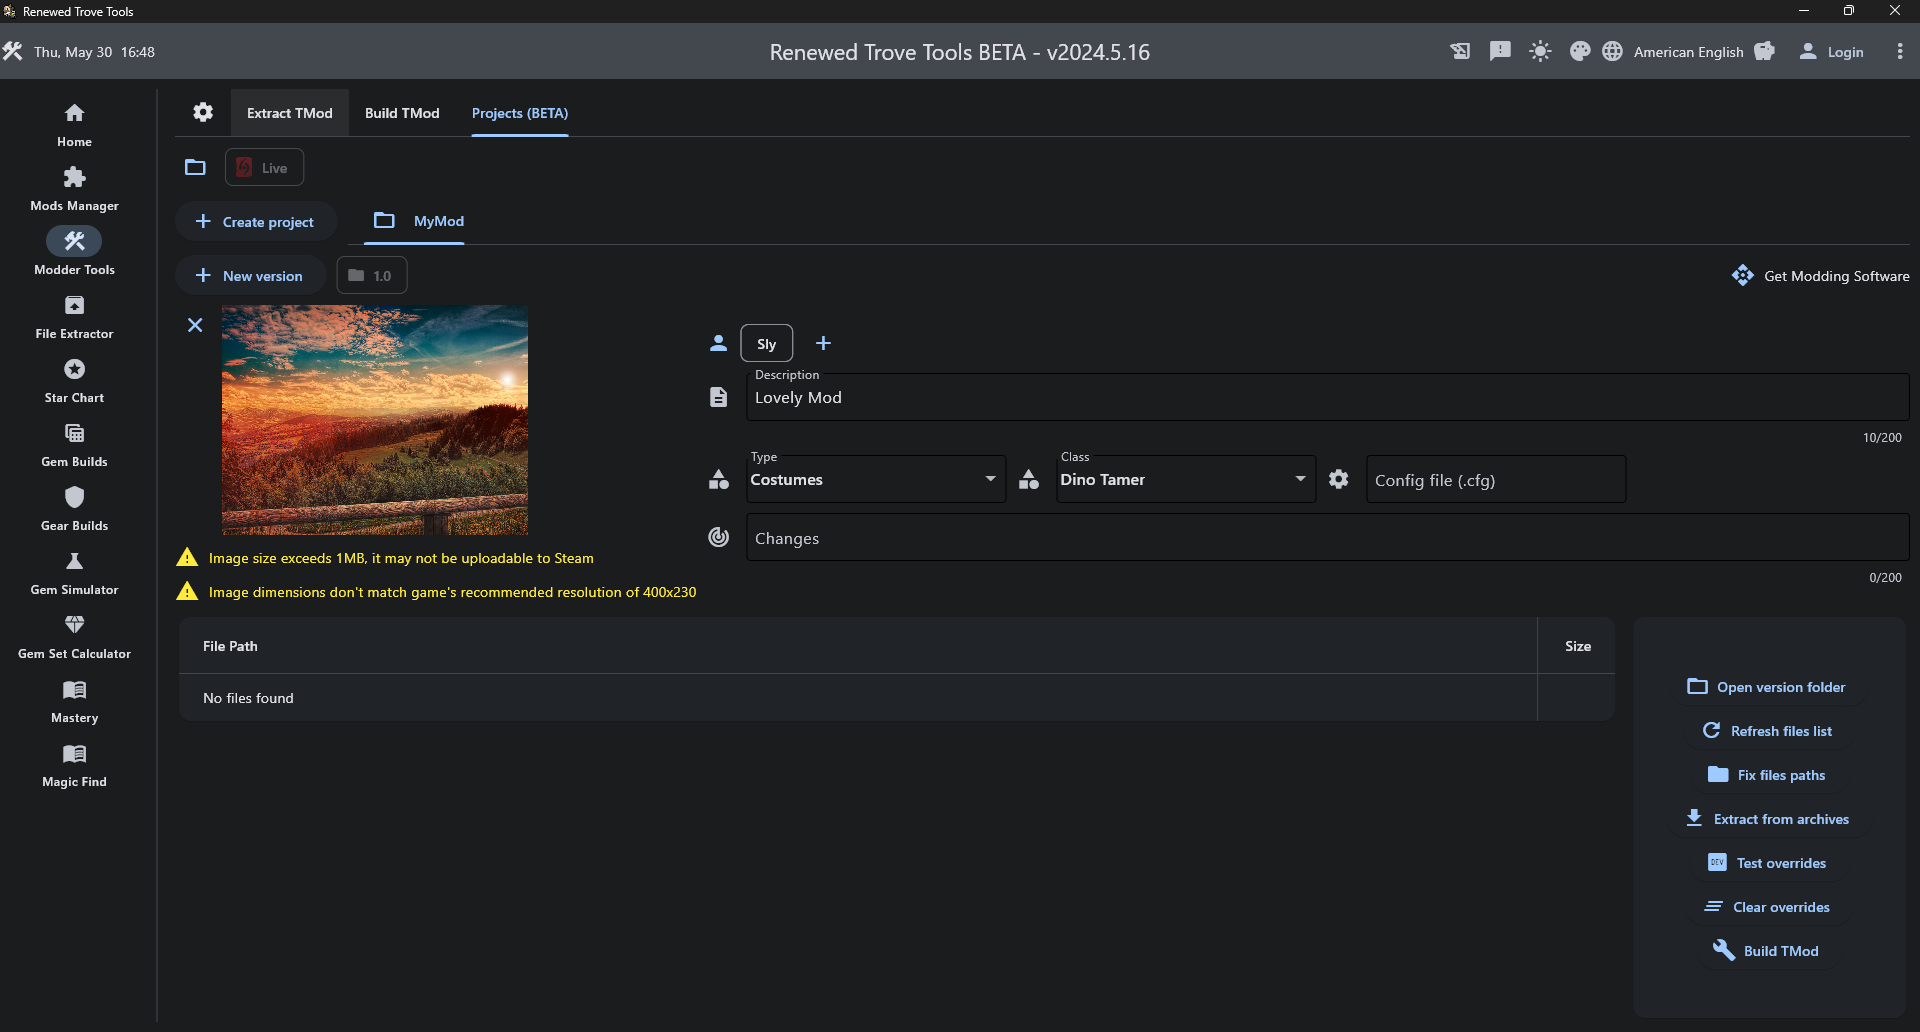 Renewed Trove Tools
Thu, May 30 16:48
Renewed Trove Tools BETA - v2024.5.16
American English
Login
Home
Mods Manager
Modder Tools
File Extractor
Star Chart
Gem Builds
Gear Builds
Gem Simulator
Gem Set Calculator
Mastery
Magic Find
Extract TMod
Build TMod
Projects (BETA)
Live
Create project
MyMod
New version
1.0
Get Modding Software
Sly
Description
Lovely Mod
10/200
Type
Costumes
Class
Dino Tamer
Config file (.cfg)
Changes
0/200
Image size exceeds 1MB, it may not be uploadable to Steam
Image dimensions don't match game's recommended resolution of 400x230
File Path
Size
No files found
Open version folder
Refresh files list
Fix files paths
Extract from archives
DEV
Test overrides
Clear overrides
Build TMod